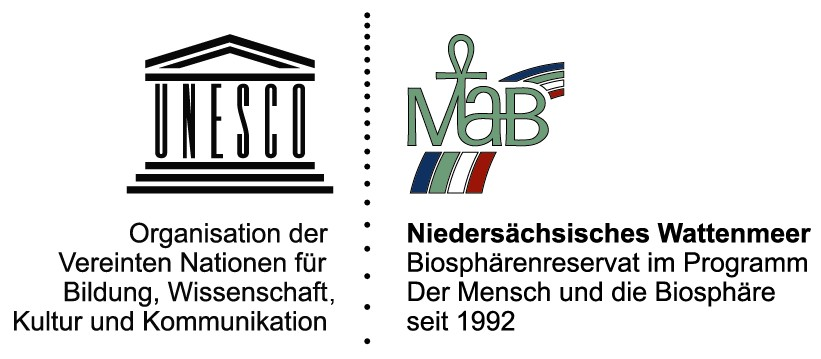 UNESCO
Organisation der
Vereinten Nationen für
Bildung, Wissenschaft,
Kultur und Kommunikation
MaB
Niedersächsisches Wattenmeer
Biosphärenreservat im Programm
Der Mensch und die Biosphäre
seit 1992